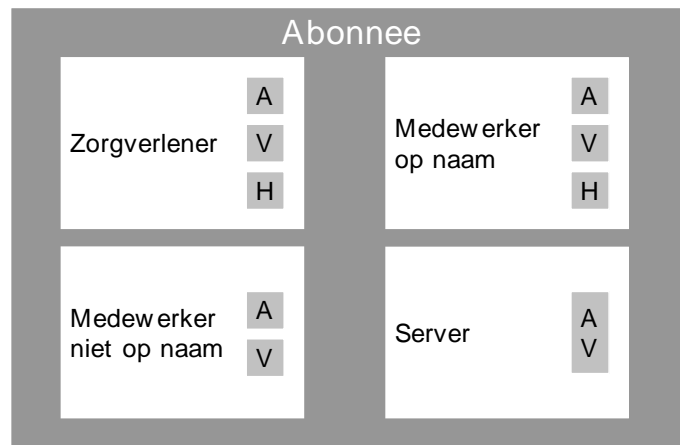 Abonnee
Zorgverlener
A
V
H
Medewerker
op naam
A
V
H
Medewerker
niet op naam
A
V
Server
A
V